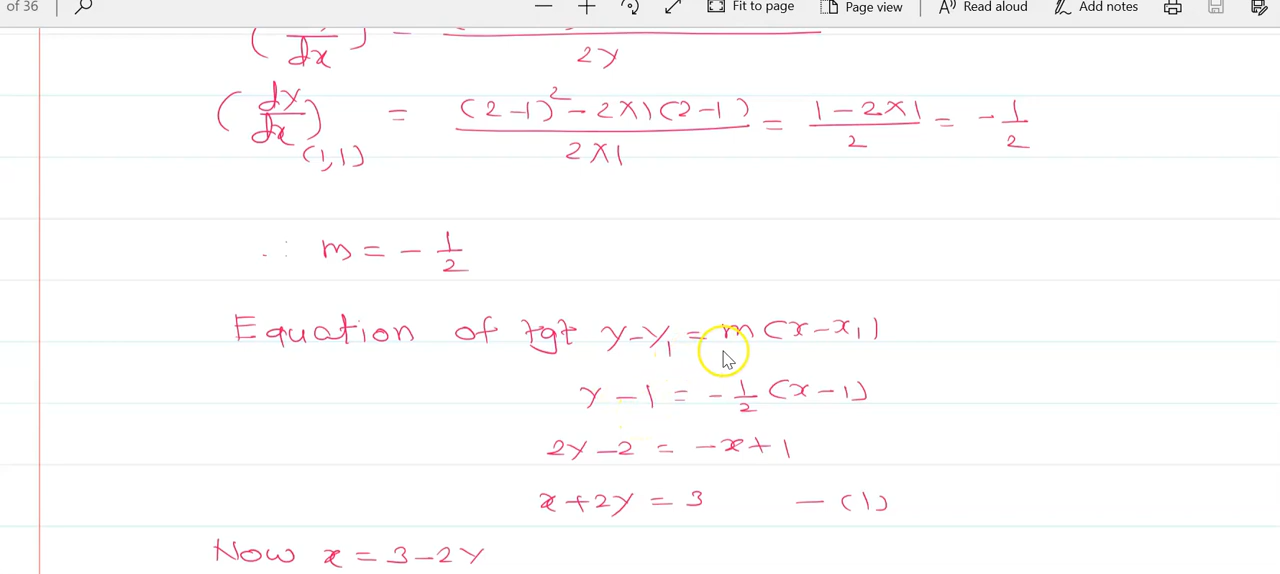 of 36 Fit to page Page view Read aloud Add notes
( dx ) = 2y
(dy/dx)(1,1) = ((2-1)² - 2×1(2-1))/(2×1) = (1-2×1)/2 = -1/2
∴ m = -1/2
Equation of tgt y-y₁ = m(x-x₁)
y-1 = -1/2 (x-1)
2y-2 = -x+1
x+2y = 3 —(1)
Now x = 3-2y